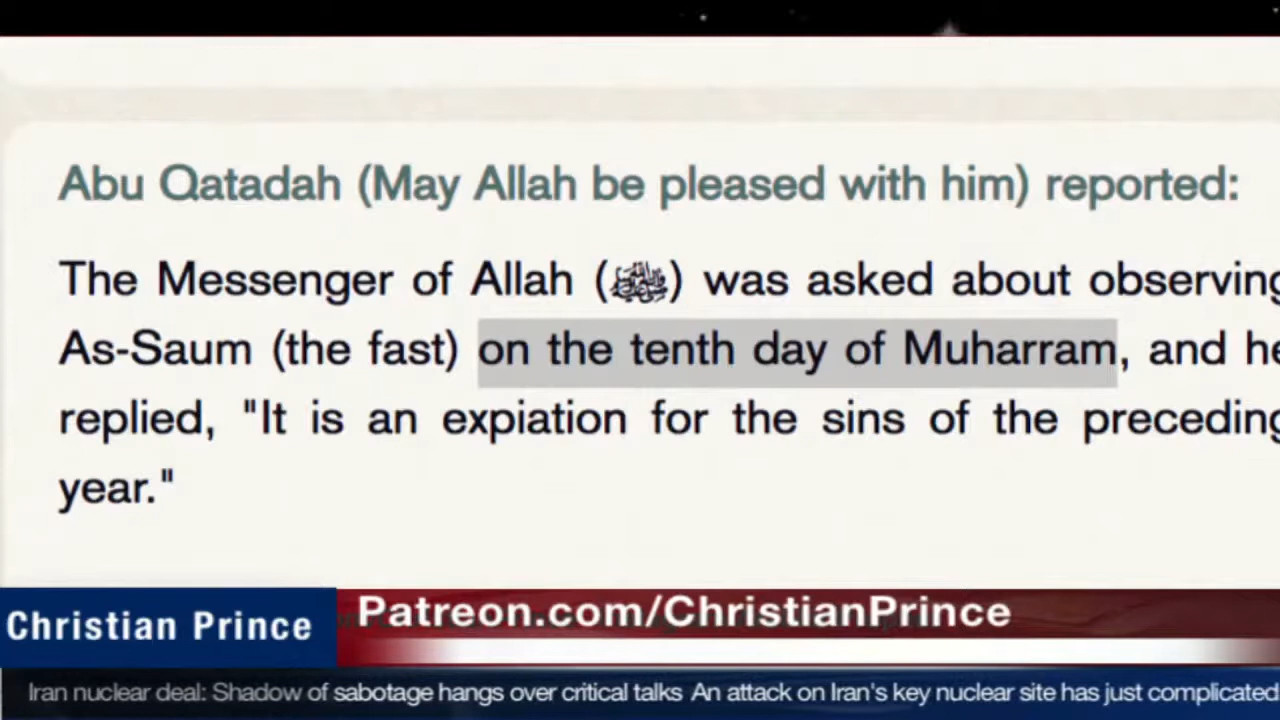 Abu Qatadah (May Allah be pleased with him) reported:
The Messenger of Allah (ﷺ) was asked about observing
As-Saum (the fast) on the tenth day of Muharram, and he
replied, "It is an expiation for the sins of the preceding
year."
Christian Prince
Patreon.com/ChristianPrince
Iran nuclear deal: Shadow of sabotage hangs over critical talks An attack on Iran's key nuclear site has just complicated